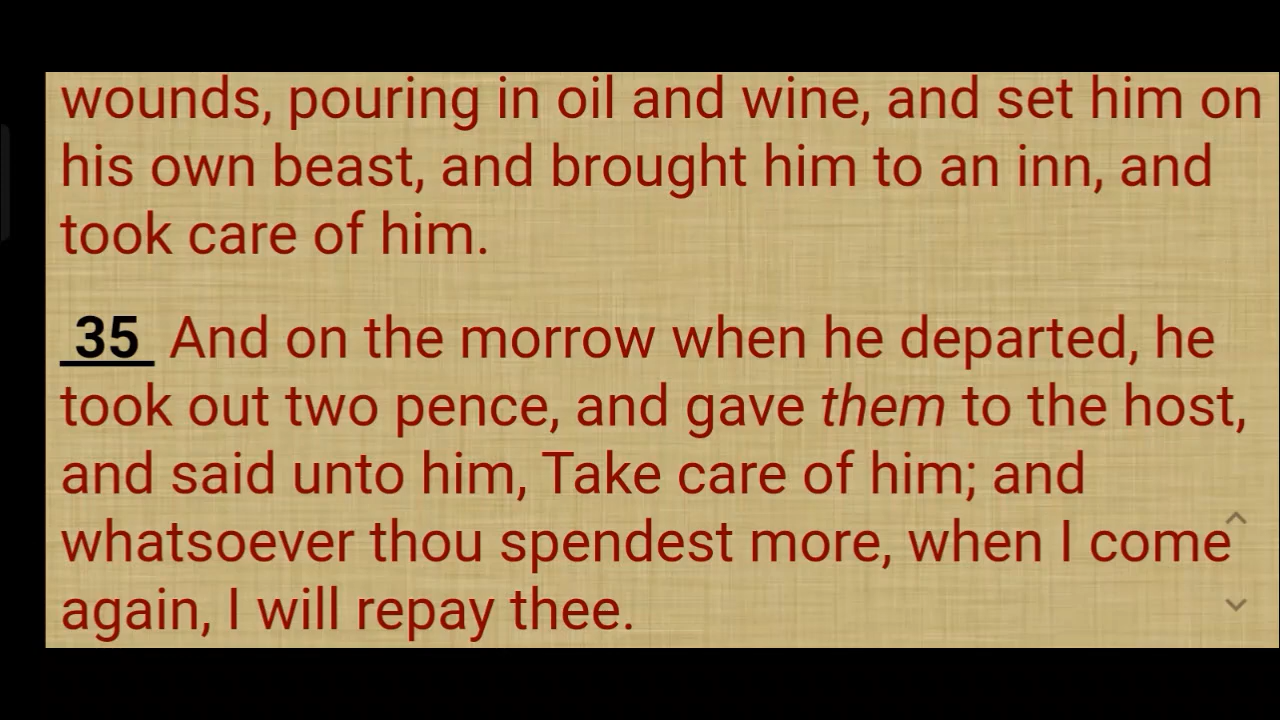 wounds, pouring in oil and wine, and set him on
his own beast, and brought him to an inn, and
took care of him.
35 And on the morrow when he departed, he
took out two pence, and gave them to the host,
and said unto him, Take care of him; and
whatsoever thou spendest more, when I come
again, I will repay thee.